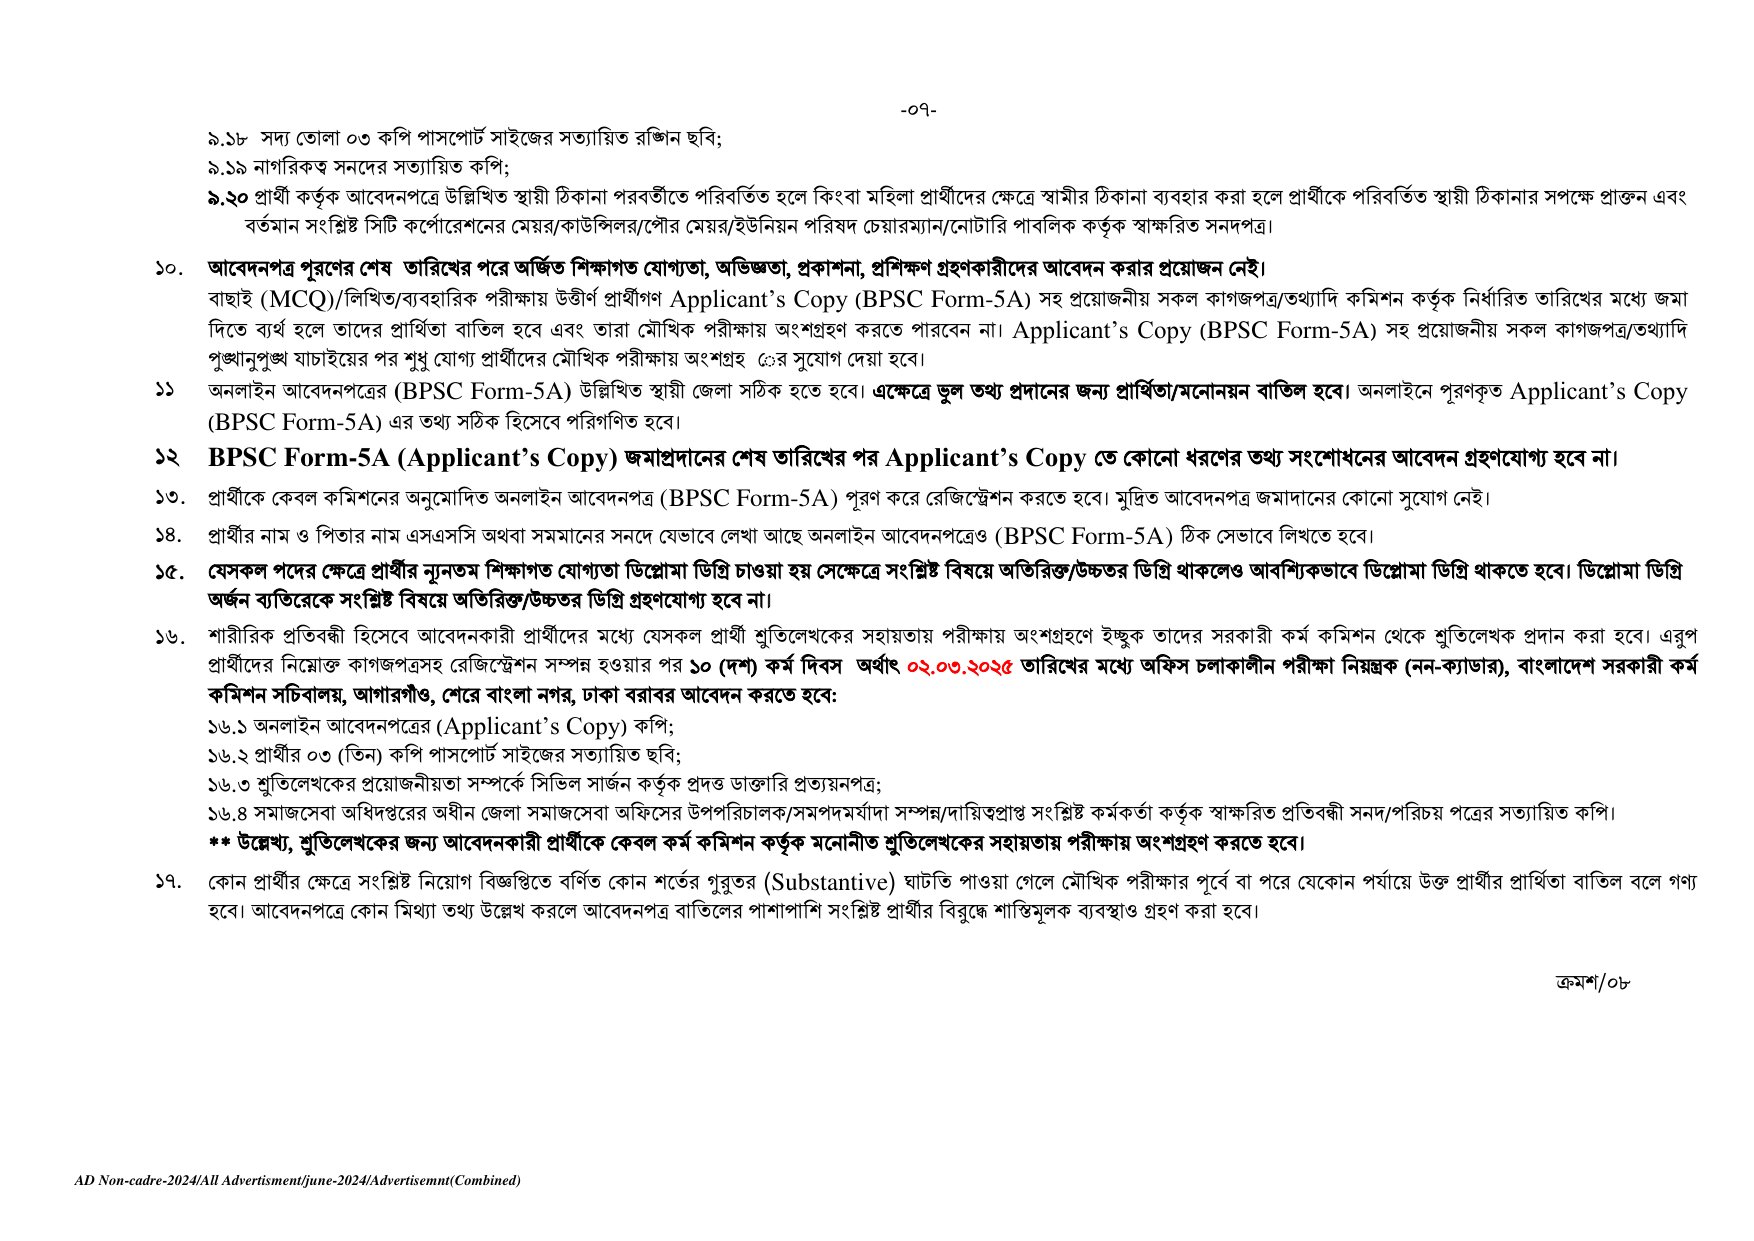 -০৭-
৯.১৮ সদ্য তোলা ০৩ কপি পাসপোর্ট সাইজের সত্যায়িত রঙ্গিন ছবি;
৯.১৯ নাগরিকত্ব সনদের সত্যায়িত কপি;
৯.২০ প্রার্থী কর্তৃক আবেদনপত্রে উল্লিখিত স্থায়ী ঠিকানা পরবর্তীতে পরিবর্তিত হলে কিংবা মহিলা প্রার্থীদের ক্ষেত্রে স্বামীর ঠিকানা ব্যবহার করা হলে প্রার্থীকে পরিবর্তিত স্থায়ী ঠিকানার সপক্ষে প্রাক্তন এবং
বর্তমান সংশ্লিষ্ট সিটি কর্পোরেশনের মেয়র/কাউন্সিলর/পৌর মেয়র/ইউনিয়ন পরিষদ চেয়ারম্যান/নোটারি পাবলিক কর্তৃক স্বাক্ষরিত সনদপত্র।
১০. আবেদনপত্র পূরণের শেষ তারিখের পরে অর্জিত শিক্ষাগত যোগ্যতা, অভিজ্ঞতা, প্রকাশনা, প্রশিক্ষণ গ্রহণকারীদের আবেদন করার প্রয়োজন নেই।
বাছাই (MCQ)/লিখিত/ব্যবহারিক পরীক্ষায় উত্তীর্ণ প্রার্থীগণ Applicant’s Copy (BPSC Form-5A) সহ প্রয়োজনীয় সকল কাগজপত্র/তথ্যাদি কমিশন কর্তৃক নির্ধারিত তারিখের মধ্যে জমা
দিতে ব্যর্থ হলে তাদের প্রার্থিতা বাতিল হবে এবং তারা মৌখিক পরীক্ষায় অংশগ্রহণ করতে পারবেন না। Applicant’s Copy (BPSC Form-5A) সহ প্রয়োজনীয় সকল কাগজপত্র/তথ্যাদি
পুঙ্খানুপুঙ্খ যাচাইয়ের পর শুধু যোগ্য প্রার্থীদের মৌখিক পরীক্ষায় অংশগ্রহ ের সুযোগ দেয়া হবে।
১১ অনলাইন আবেদনপত্রের (BPSC Form-5A) উল্লিখিত স্থায়ী জেলা সঠিক হতে হবে। এক্ষেত্রে ভুল তথ্য প্রদানের জন্য প্রার্থিতা/মনোনয়ন বাতিল হবে। অনলাইনে পূরণকৃত Applicant’s Copy
(BPSC Form-5A) এর তথ্য সঠিক হিসেবে পরিগণিত হবে।
১২ BPSC Form-5A (Applicant’s Copy) জমাপ্রদানের শেষ তারিখের পর Applicant’s Copy তে কোনো ধরণের তথ্য সংশোধনের আবেদন গ্রহণযোগ্য হবে না।
১৩. প্রার্থীকে কেবল কমিশনের অনুমোদিত অনলাইন আবেদনপত্র (BPSC Form-5A) পূরণ করে রেজিস্ট্রেশন করতে হবে। মুদ্রিত আবেদনপত্র জমাদানের কোনো সুযোগ নেই।
১৪. প্রার্থীর নাম ও পিতার নাম এসএসসি অথবা সমমানের সনদে যেভাবে লেখা আছে অনলাইন আবেদনপত্রেও (BPSC Form-5A) ঠিক সেভাবে লিখতে হবে।
১৫. যেসকল পদের ক্ষেত্রে প্রার্থীর ন্যূনতম শিক্ষাগত যোগ্যতা ডিপ্লোমা ডিগ্রি চাওয়া হয় সেক্ষেত্রে সংশ্লিষ্ট বিষয়ে অতিরিক্ত/উচ্চতর ডিগ্রি থাকলেও আবশ্যিকভাবে ডিপ্লোমা ডিগ্রি থাকতে হবে। ডিপ্লোমা ডিগ্রি
অর্জন ব্যতিরেকে সংশ্লিষ্ট বিষয়ে অতিরিক্ত/উচ্চতর ডিগ্রি গ্রহণযোগ্য হবে না।
১৬. শারীরিক প্রতিবন্ধী হিসেবে আবেদনকারী প্রার্থীদের মধ্যে যেসকল প্রার্থী শ্রুতিলেখকের সহায়তায় পরীক্ষায় অংশগ্রহণে ইচ্ছুক তাদের সরকারী কর্ম কমিশন থেকে শ্রুতিলেখক প্রদান করা হবে। এরুপ
প্রার্থীদের নিম্নোক্ত কাগজপত্রসহ রেজিস্ট্রেশন সম্পন্ন হওয়ার পর ১০ (দশ) কর্ম দিবস অর্থাৎ ০২.০৩.২০২৫ তারিখের মধ্যে অফিস চলাকালীন পরীক্ষা নিয়ন্ত্রক (নন-ক্যাডার), বাংলাদেশ সরকারী কর্ম
কমিশন সচিবালয়, আগারগাঁও, শেরে বাংলা নগর, ঢাকা বরাবর আবেদন করতে হবে:
১৬.১ অনলাইন আবেদনপত্রের (Applicant’s Copy) কপি;
১৬.২ প্রার্থীর ০৩ (তিন) কপি পাসপোর্ট সাইজের সত্যায়িত ছবি;
১৬.৩ শ্রুতিলেখকের প্রয়োজনীয়তা সম্পর্কে সিভিল সার্জন কর্তৃক প্রদত্ত ডাক্তারি প্রত্যয়নপত্র;
১৬.৪ সমাজসেবা অধিদপ্তরের অধীন জেলা সমাজসেবা অফিসের উপপরিচালক/সমপদমর্যাদা সম্পন্ন/দায়িত্বপ্রাপ্ত সংশ্লিষ্ট কর্মকর্তা কর্তৃক স্বাক্ষরিত প্রতিবন্ধী সনদ/পরিচয় পত্রের সত্যায়িত কপি।
** উল্লেখ্য, শ্রুতিলেখকের জন্য আবেদনকারী প্রার্থীকে কেবল কর্ম কমিশন কর্তৃক মনোনীত শ্রুতিলেখকের সহায়তায় পরীক্ষায় অংশগ্রহণ করতে হবে।
১৭. কোন প্রার্থীর ক্ষেত্রে সংশ্লিষ্ট নিয়োগ বিজ্ঞপ্তিতে বর্ণিত কোন শর্তের গুরুতর (Substantive) ঘাটতি পাওয়া গেলে মৌখিক পরীক্ষার পূর্বে বা পরে যেকোন পর্যায়ে উক্ত প্রার্থীর প্রার্থিতা বাতিল বলে গণ্য
হবে। আবেদনপত্রে কোন মিথ্যা তথ্য উল্লেখ করলে আবেদনপত্র বাতিলের পাশাপাশি সংশ্লিষ্ট প্রার্থীর বিরুদ্ধে শাস্তিমূলক ব্যবস্থাও গ্রহণ করা হবে।
ক্রমশ/০৮
AD Non-cadre-2024/All Advertisment/june-2024/Advertisemnt(Combined)